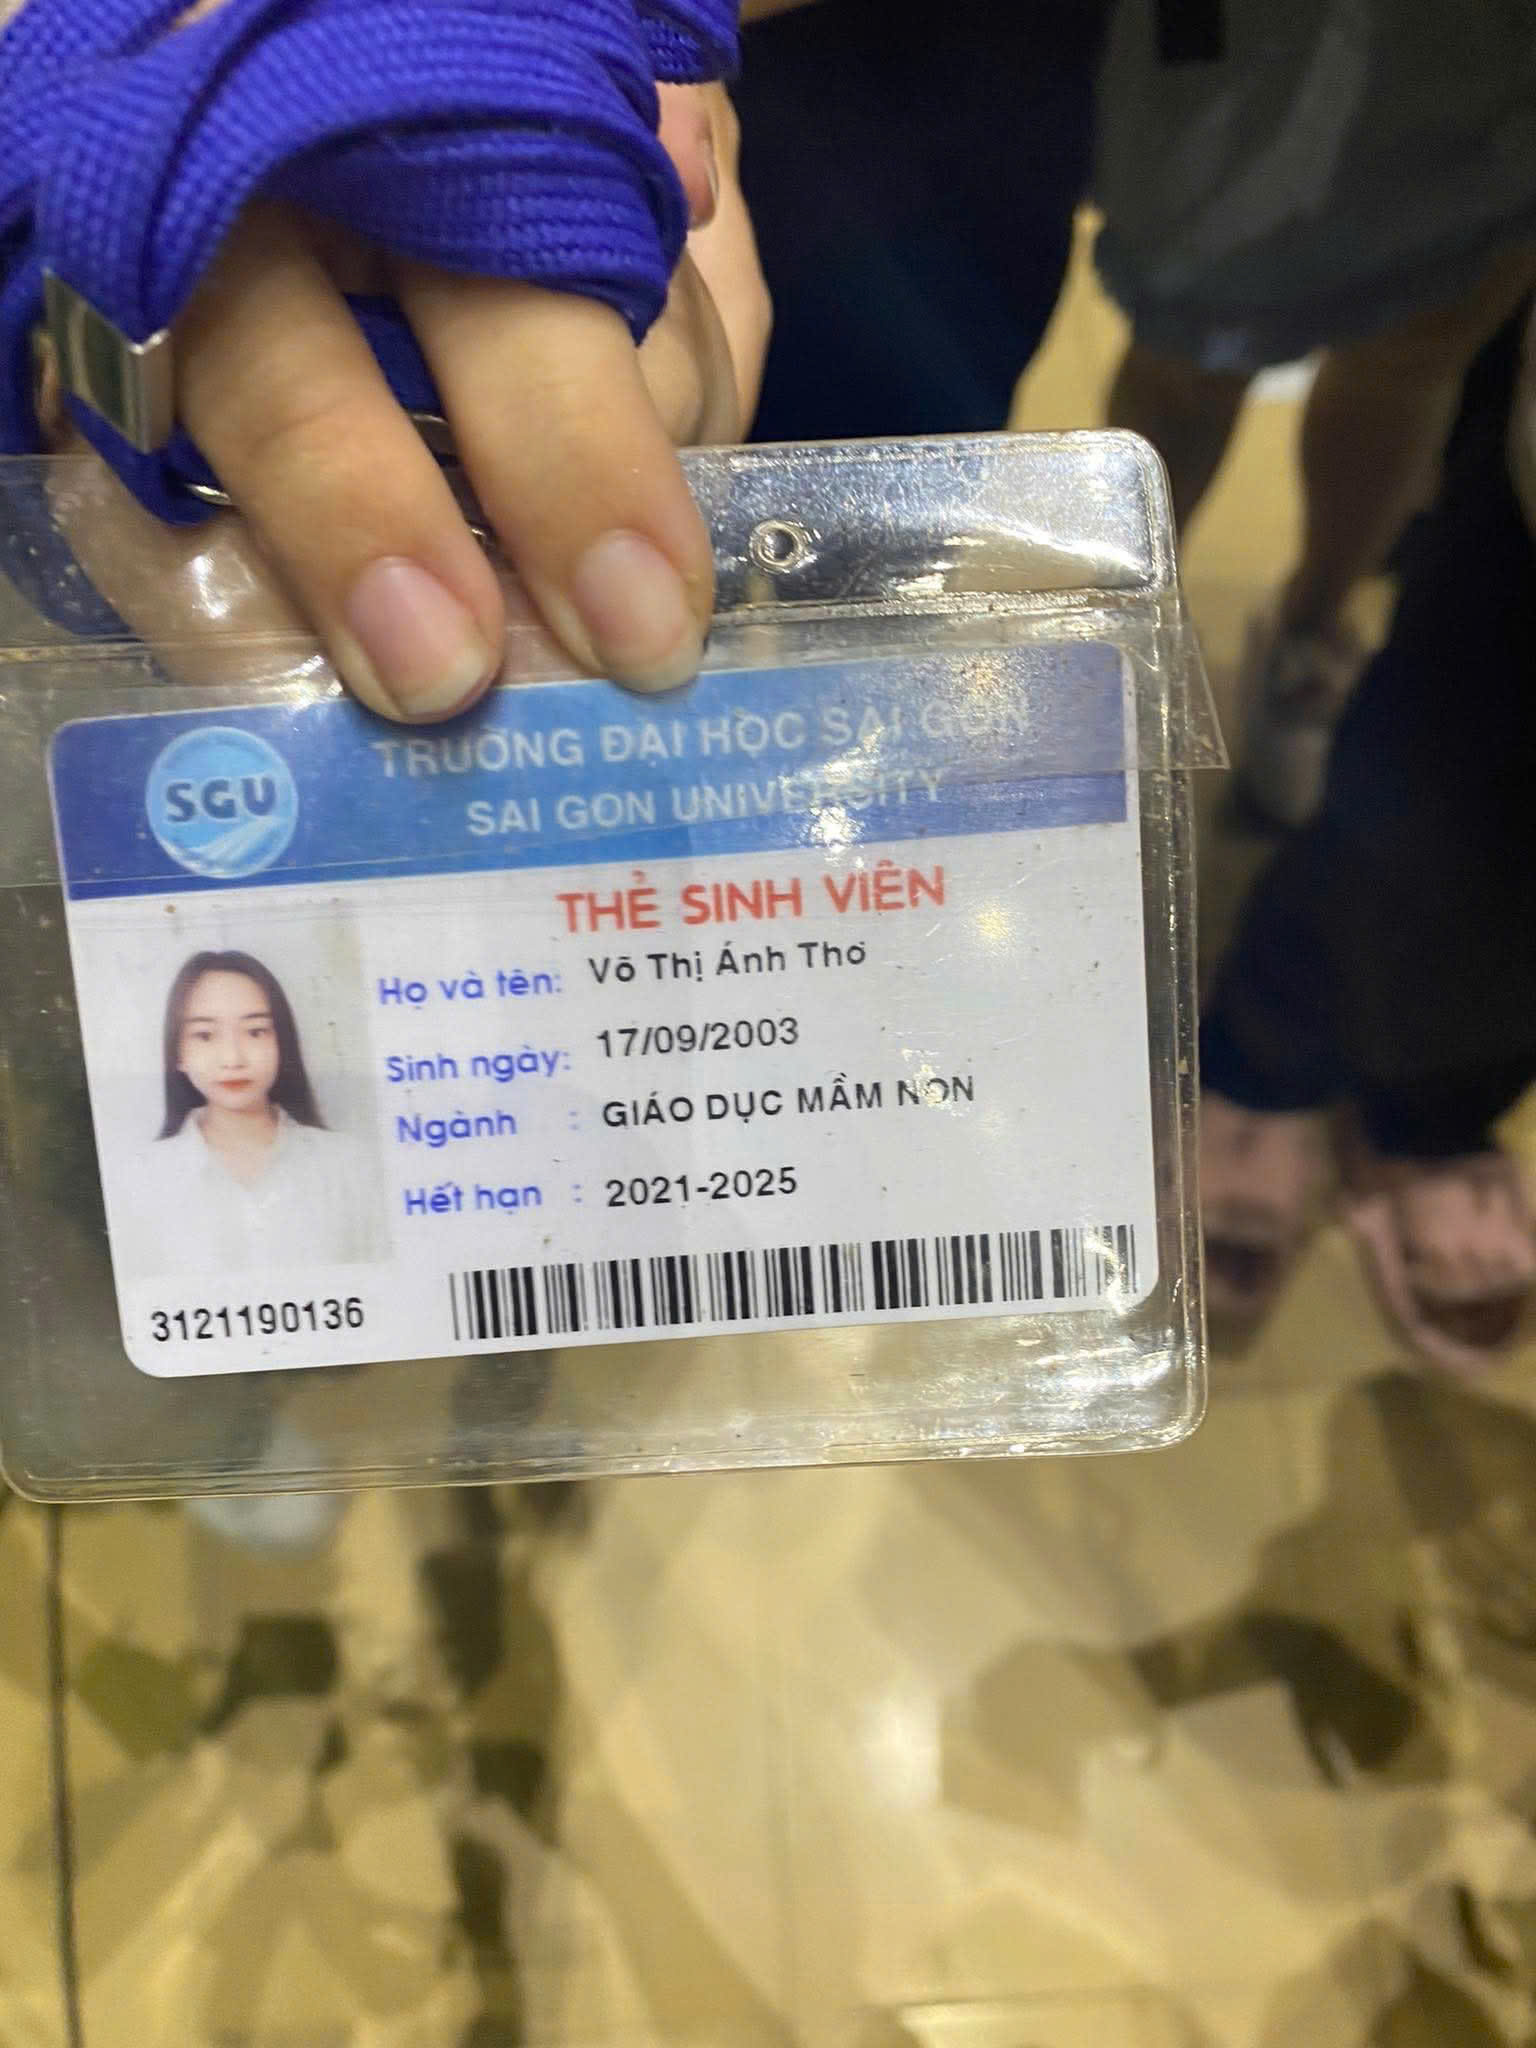 SGU
TRƯỜNG ĐẠI HỌC SÀI GÒN
SAI GON UNIVERSITY
THẺ SINH VIÊN
Họ và tên: Võ Thị Ánh Thơ
Sinh ngày: 17/09/2003
Ngành : GIÁO DỤC MẦM NON
Hết hạn : 2021-2025
3121190136